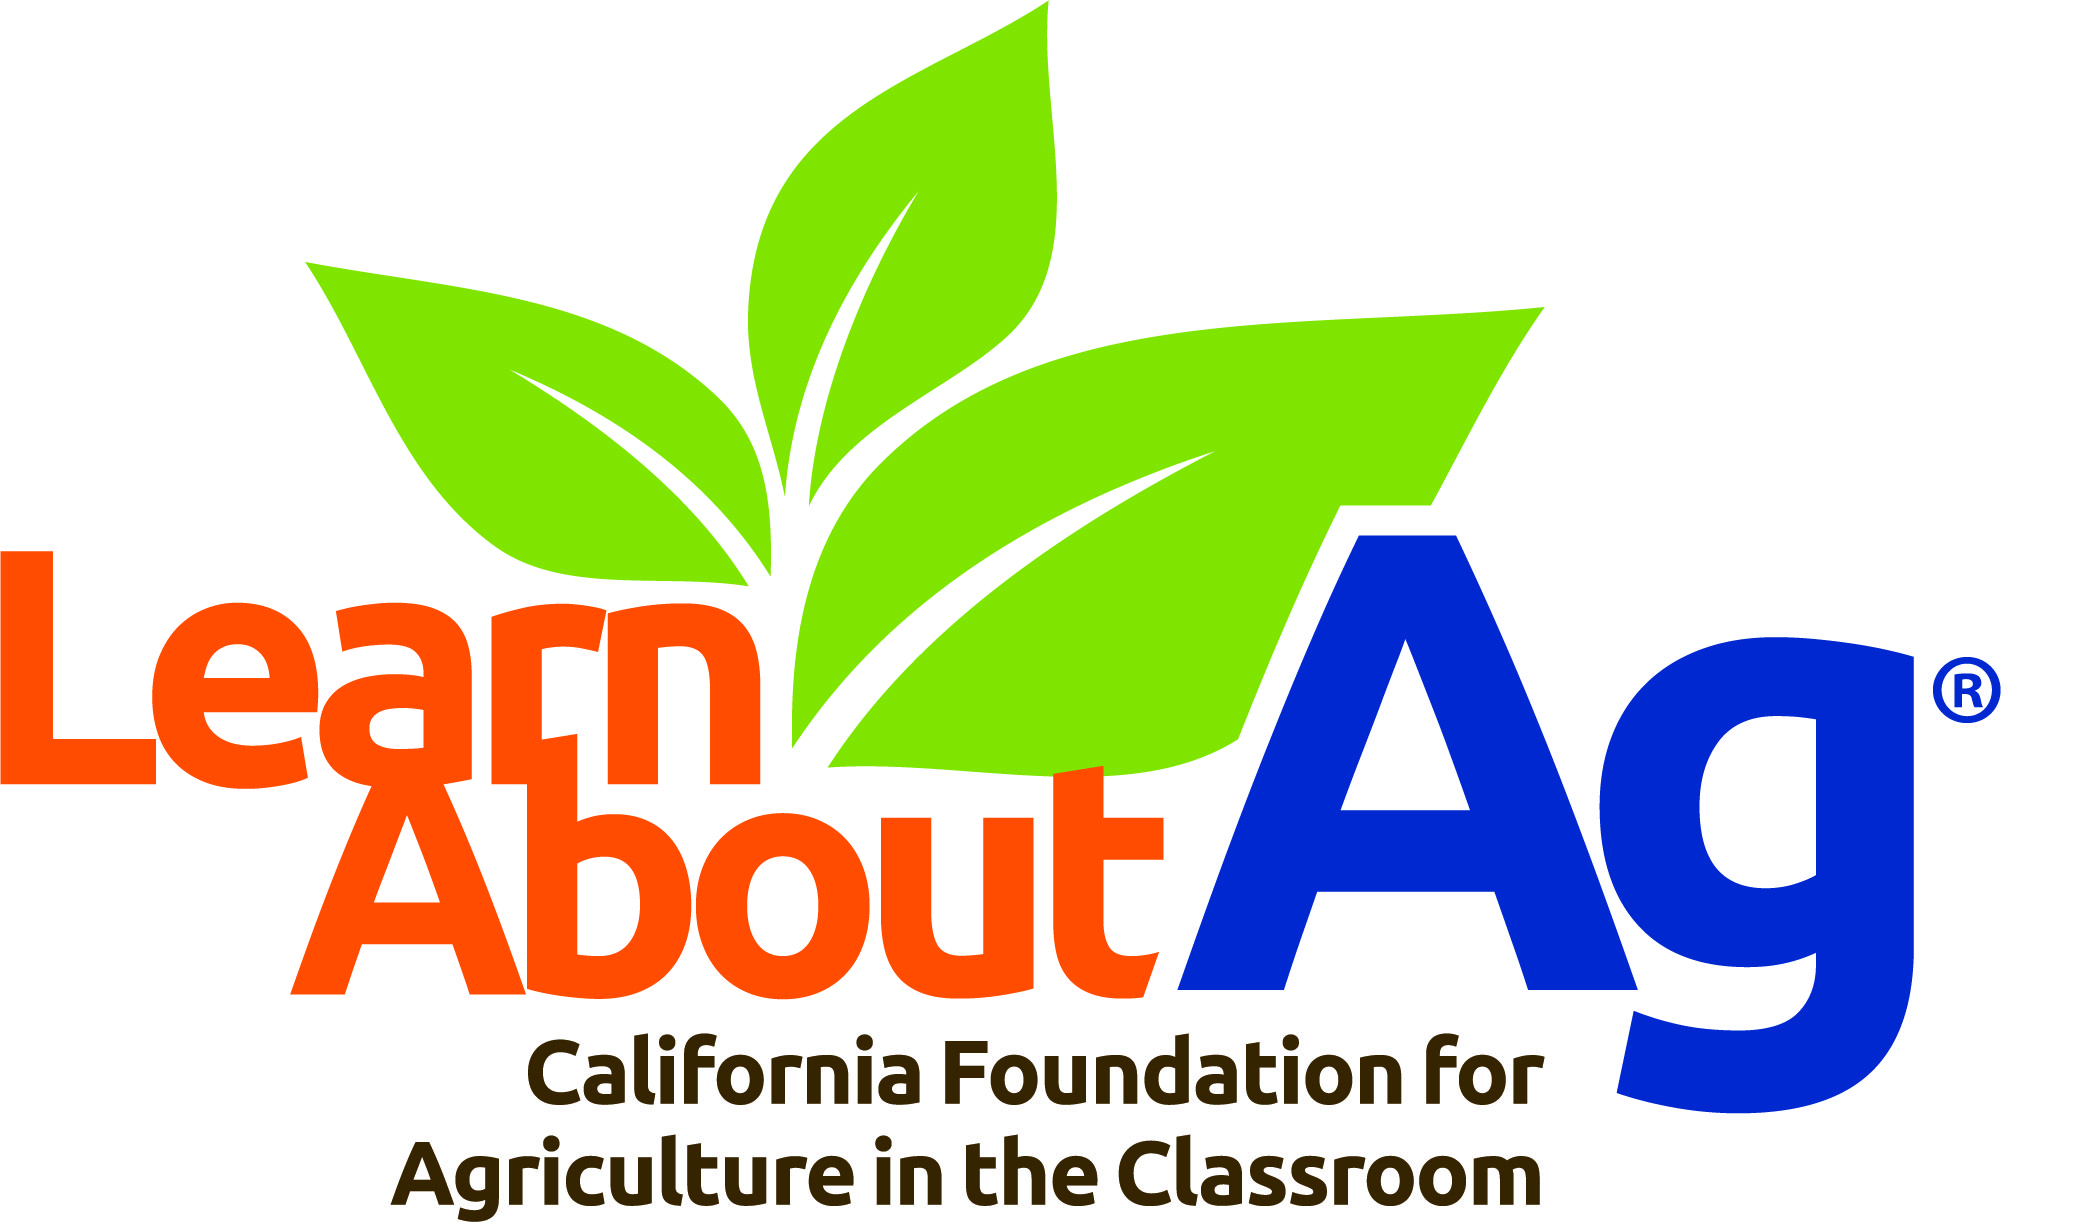 Learn
About Ag®
California Foundation for
Agriculture in the Classroom